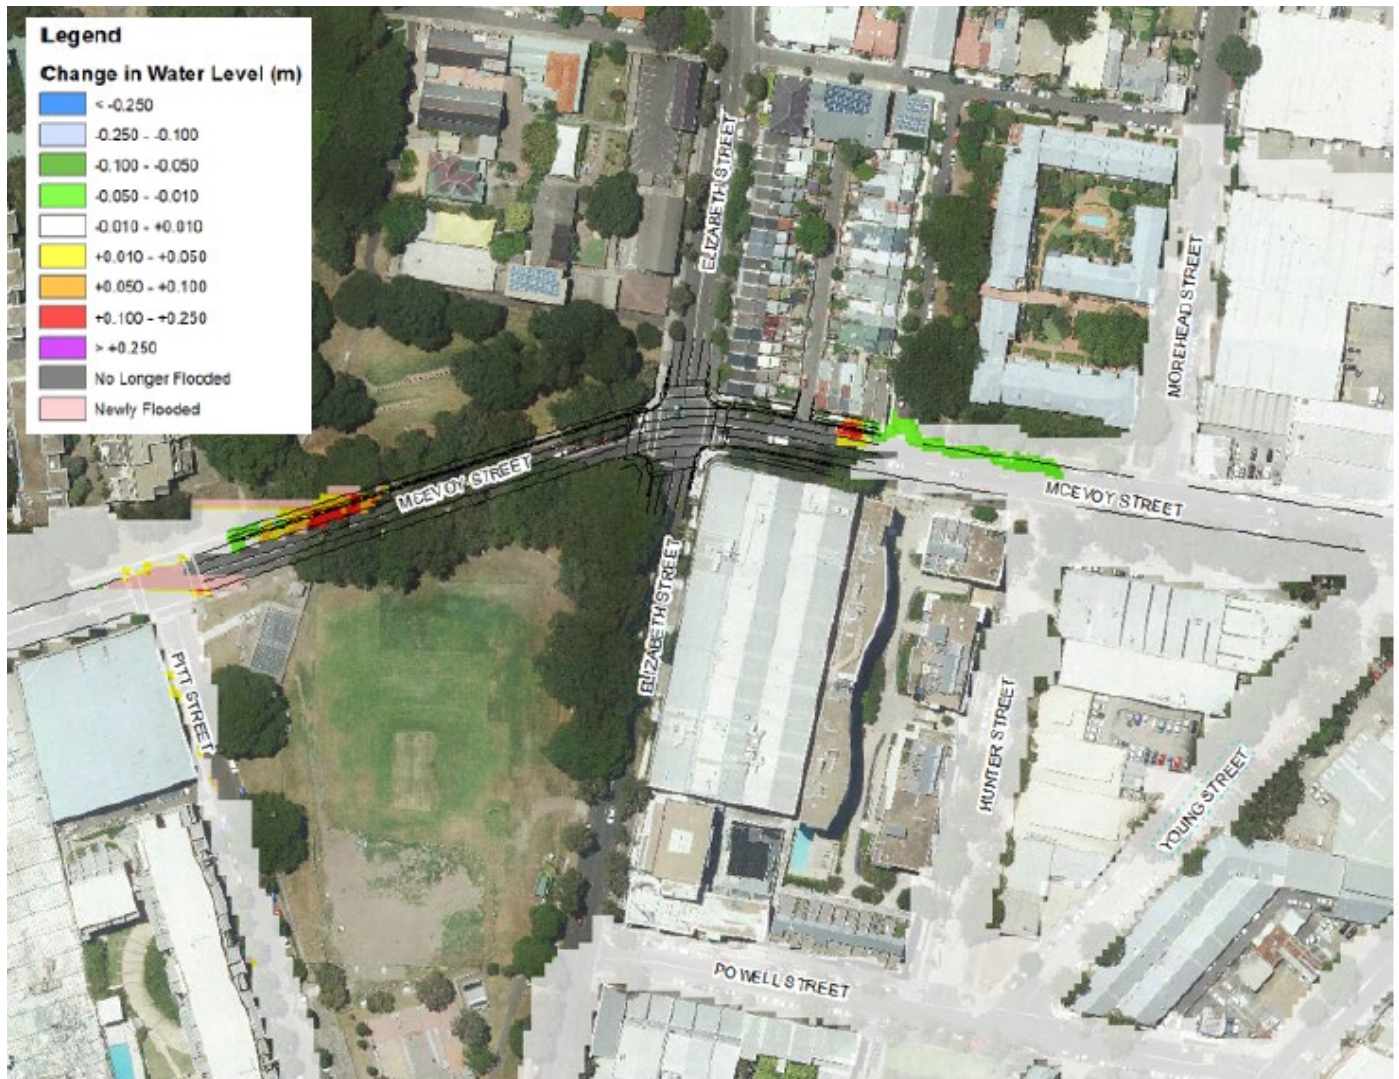 Legend
Change in Water Level (m)
< -0.250
-0.250 - -0.100
-0.100 - -0.050
-0.050 - -0.010
-0.010 - +0.010
+0.010 - +0.050
+0.050 - +0.100
+0.100 - +0.250
> +0.250
No Longer Flooded
Newly Flooded
ELIZABETH STREET
MOREHEAD STREET
MCEVOY STREET
MCEVOY STREET
ELIZABETH STREET
PITT STREET
HUNTER STREET
YOUNG STREET
POWELL STREET